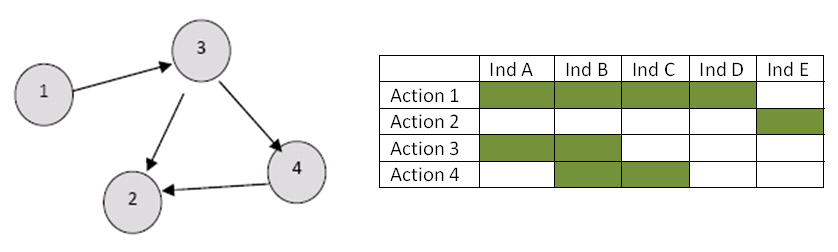 3
1
4
2
Ind A Ind B Ind C Ind D Ind E
Action 1
Action 2
Action 3
Action 4